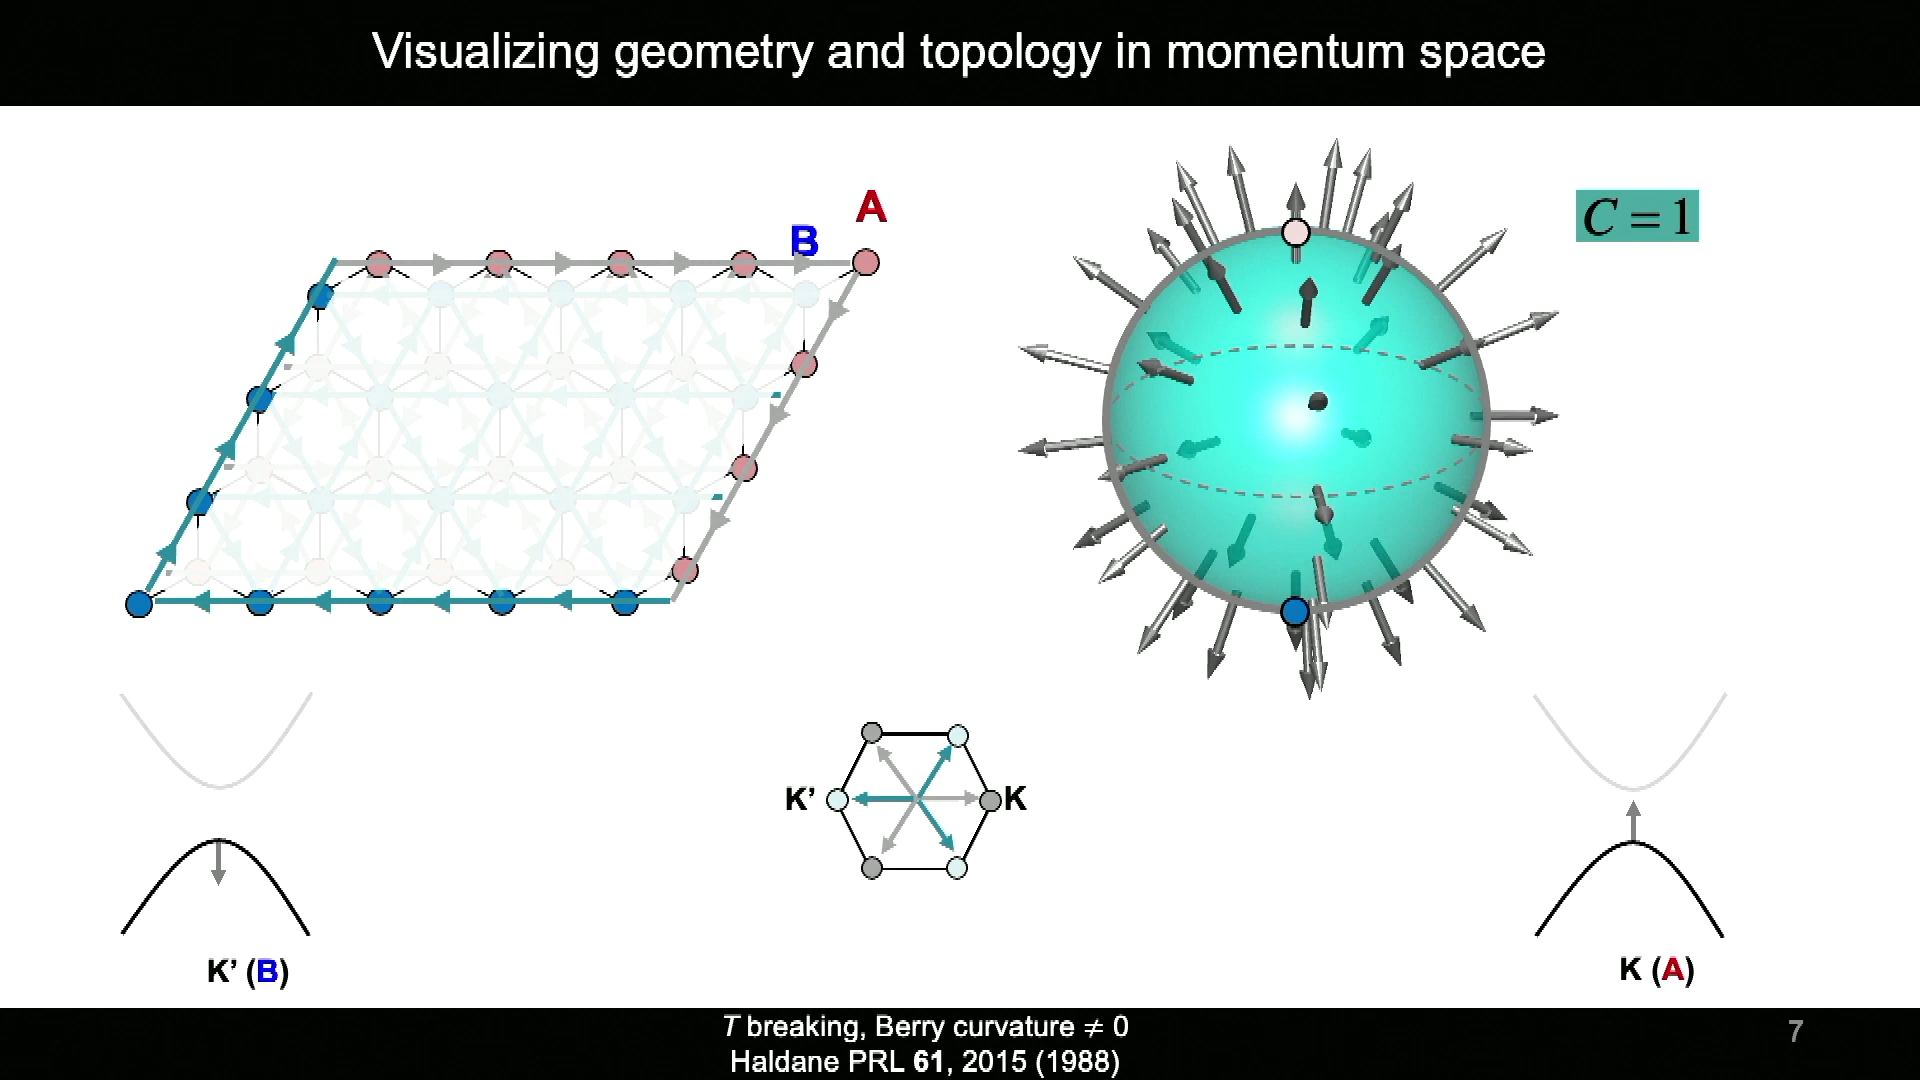 Visualizing geometry and topology in momentum space
A
B
C = 1
K’
K
K’ (B)
K (A)
T breaking, Berry curvature ≠ 0
Haldane PRL 61, 2015 (1988)
7